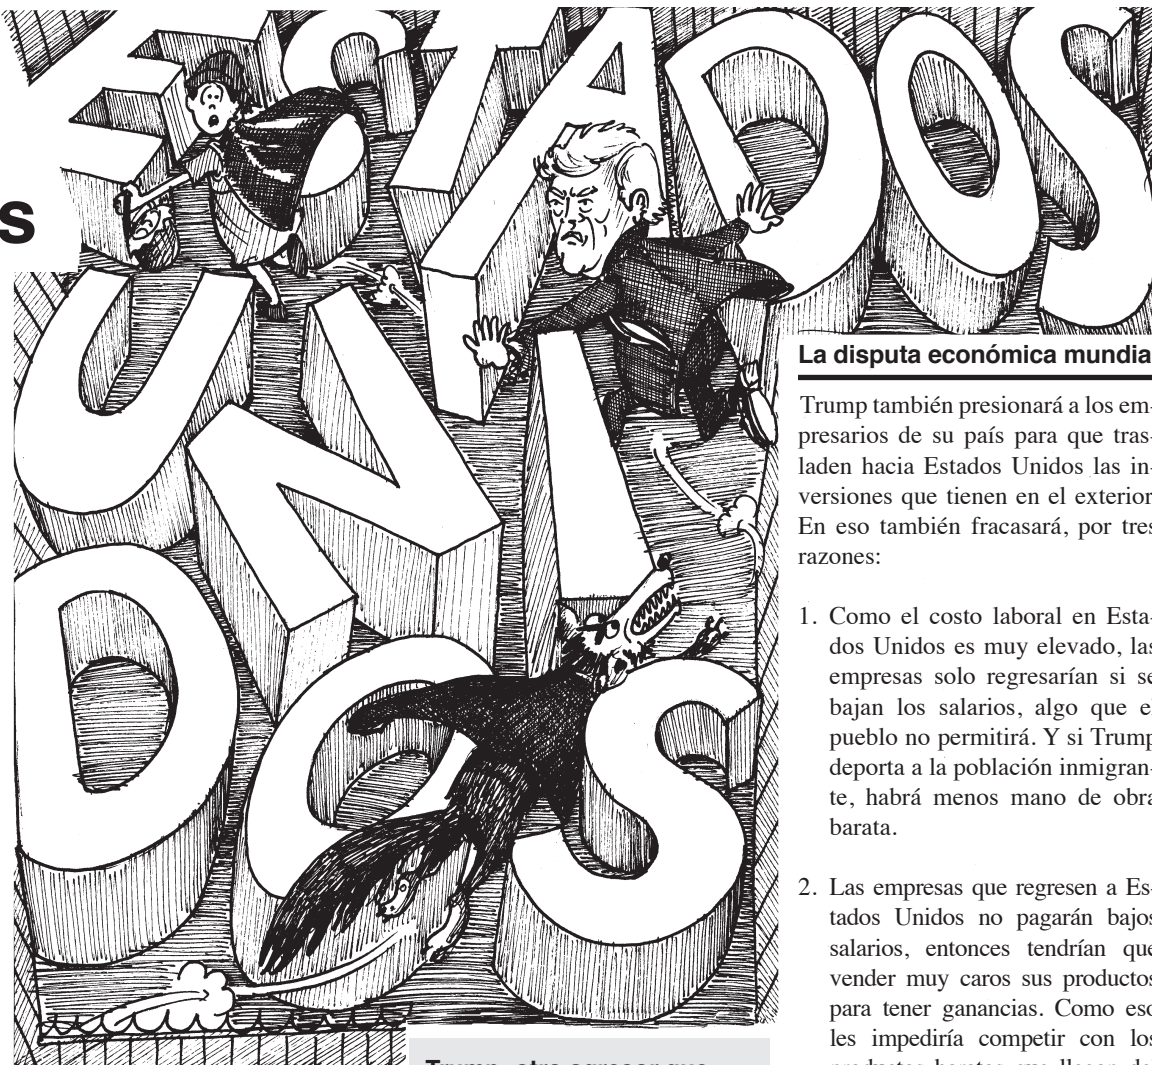 ESTADOS
UNIDOS
s
La disputa económica mundia
Trump también presionará a los em-
presarios de su país para que tras-
laden hacia Estados Unidos las in-
versiones que tienen en el exterior
En eso también fracasará, por tres
razones:
1. Como el costo laboral en Esta-
dos Unidos es muy elevado, las
empresas solo regresarían si se
bajan los salarios, algo que e
pueblo no permitirá. Y si Trump
deporta a la población inmigran-
te, habrá menos mano de obra
barata.
2. Las empresas que regresen a Es-
tados Unidos no pagarán bajos
salarios, entonces tendrían que
vender muy caros sus productos
para tener ganancias. Como eso
les impediría competir con los